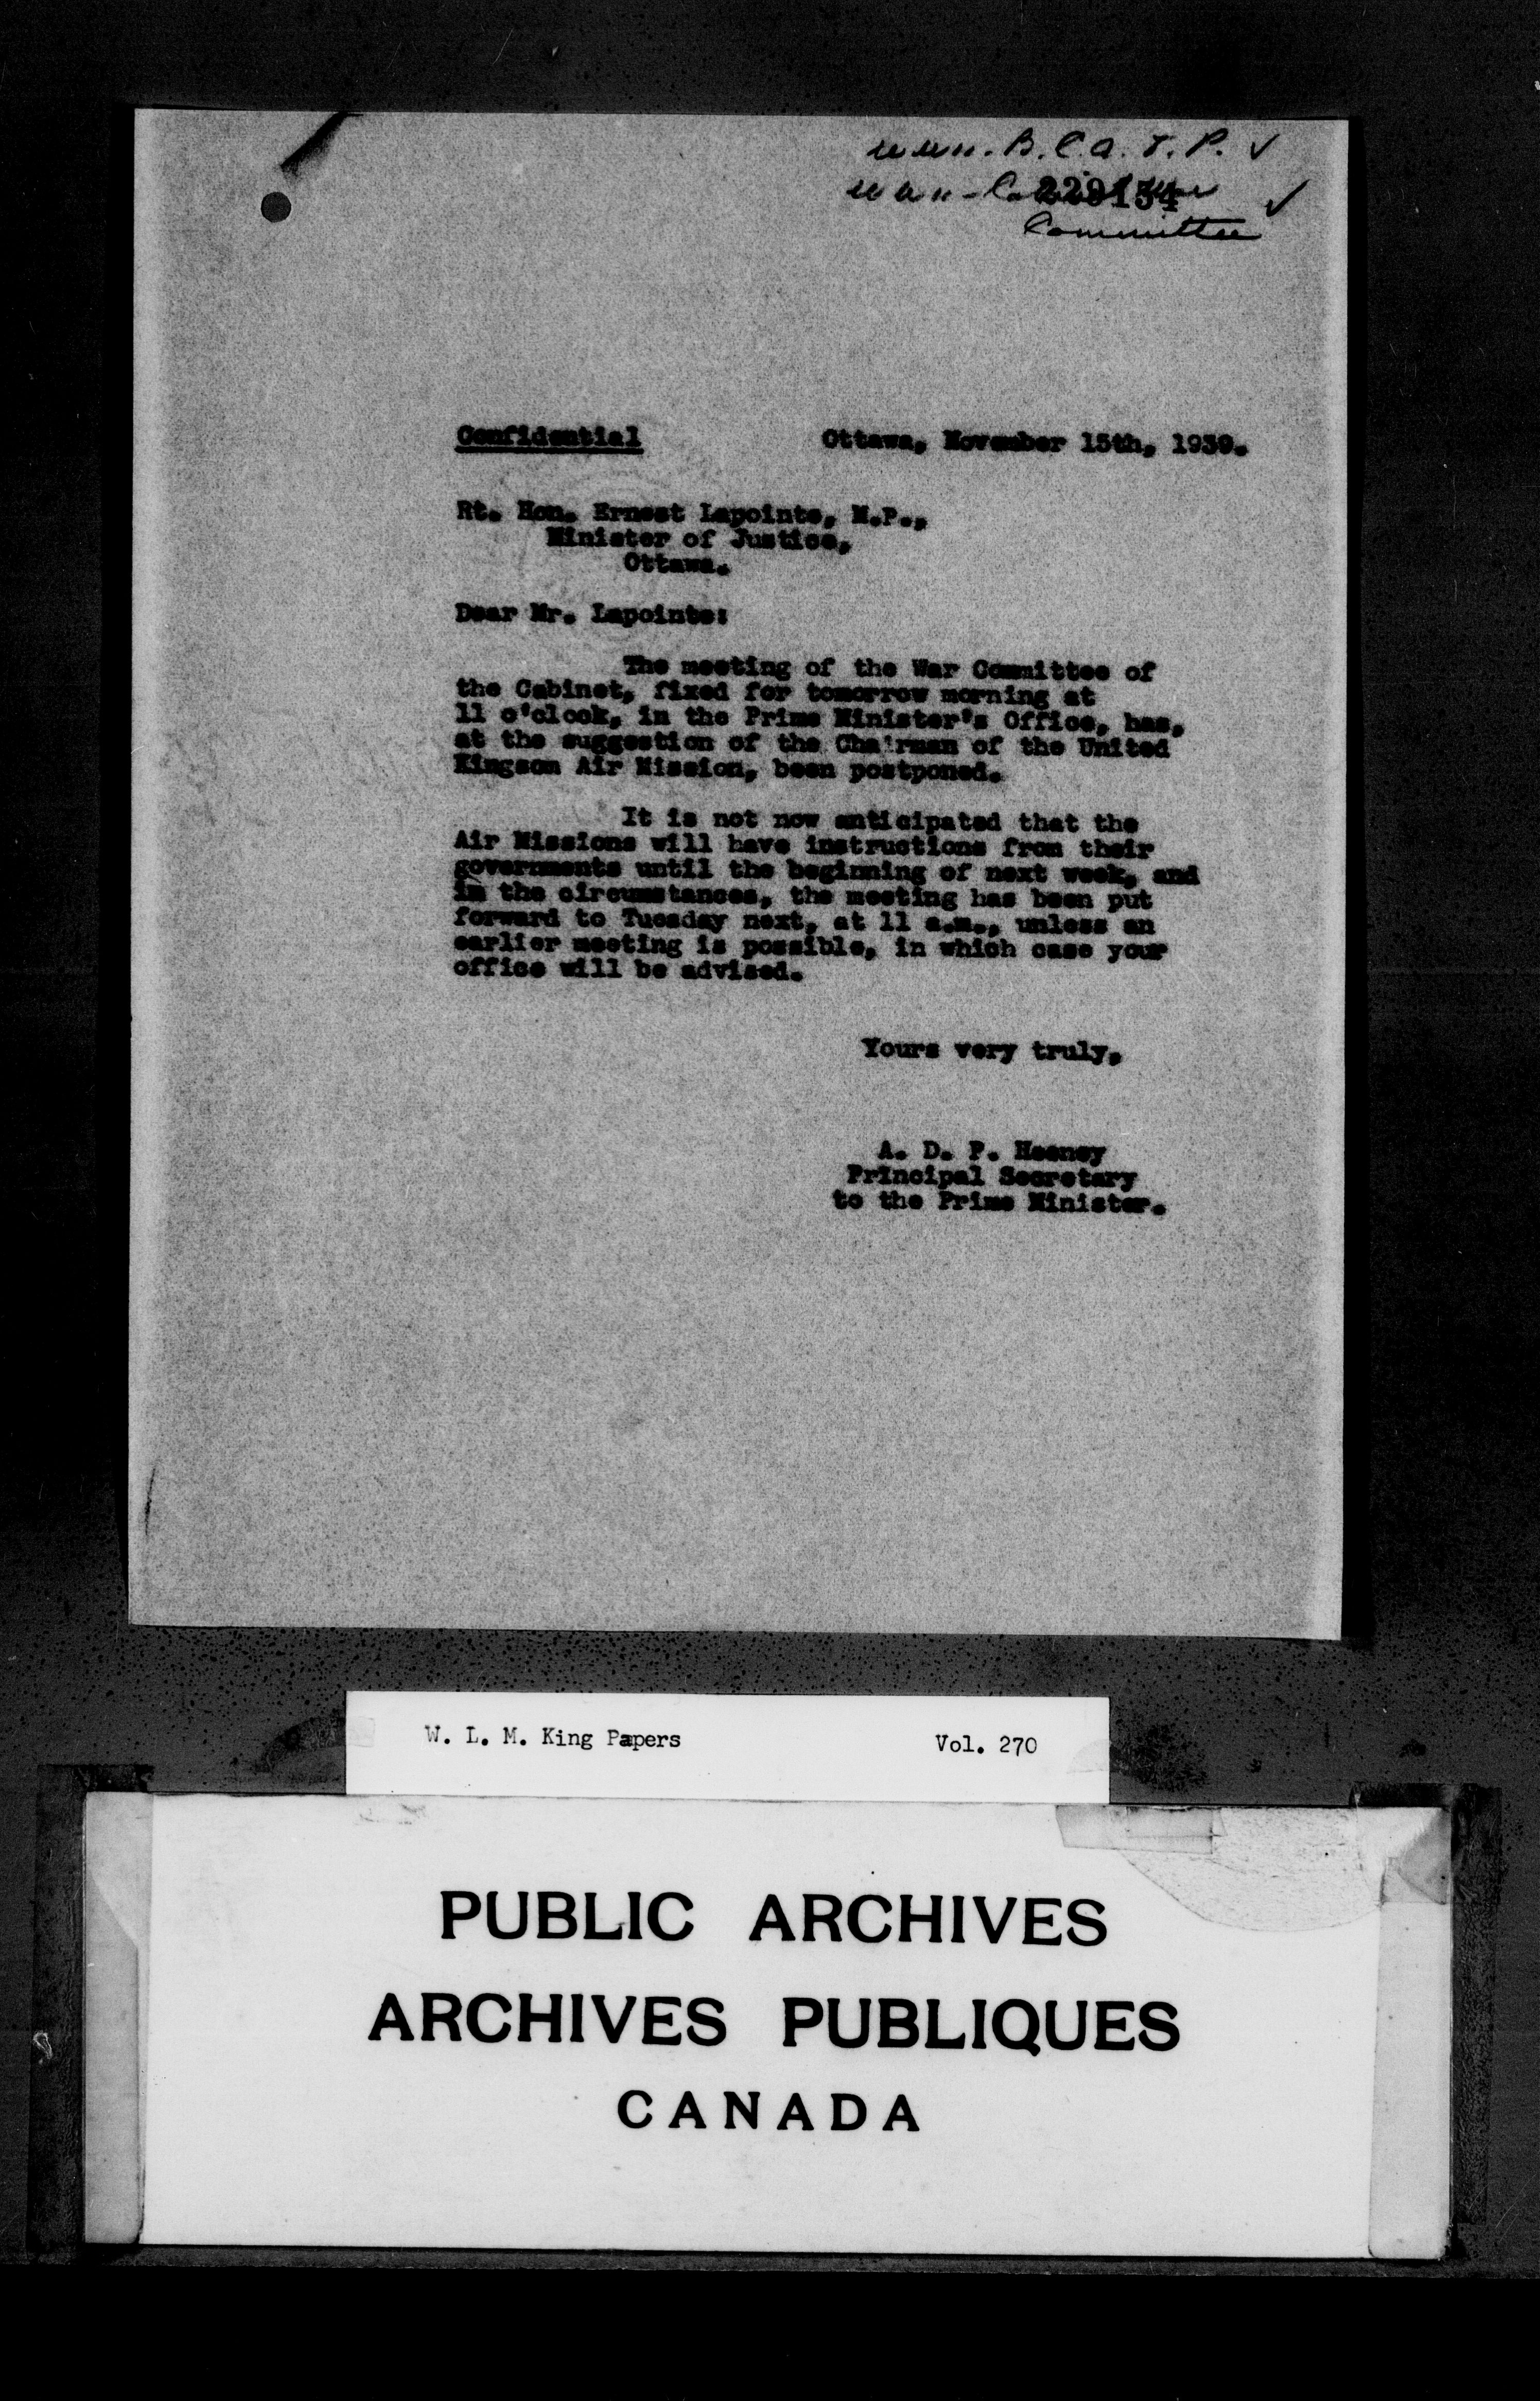 B.C.A.T.P. ✓
229134 ✓
Committee
Confidential Ottawa, November 15th, 1939.
Rt. Hon. Ernest Lapointe, M.P.,
Minister of Justice,
Ottawa.
Dear Mr. Lapointe:
The meeting of the War Committee of
the Cabinet, fixed for tomorrow morning at
11 o'clock, in the Prime Minister's Office, has,
at the suggestion of the Chairman of the United
Kingsom Air Mission, been postponed.
It is not now anticipated that the
Air Missions will have instructions from their
governments until the beginning of next week, and
in the circumstances, the meeting has been put
forward to Tuesday next, at 11 a.m., unless an
earlier meeting is possible, in which case your
office will be advised.
Yours very truly,
A. D. P. Heeney
Principal Secretary
to the Prime Minister.
W. L. M. King Papers Vol. 270
PUBLIC ARCHIVES
ARCHIVES PUBLIQUES
CANADA